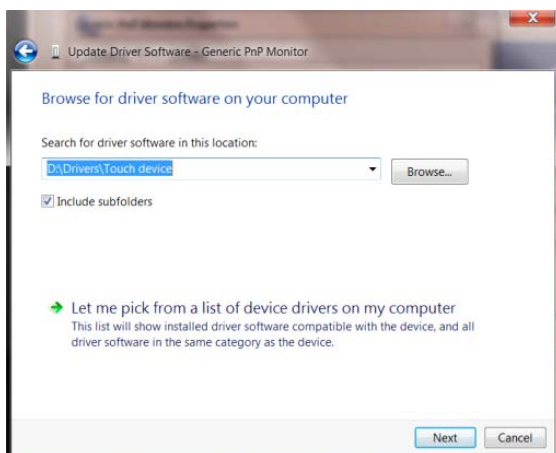 Update Driver Software - Generic PnP Monitor
Browse for driver software on your computer
Search for driver software in this location:
D:\Drivers\Touch device
Browse...
Include subfolders
Let me pick from a list of device drivers on my computer
This list will show installed driver software compatible with the device, and all
driver software in the same category as the device.
Next
Cancel